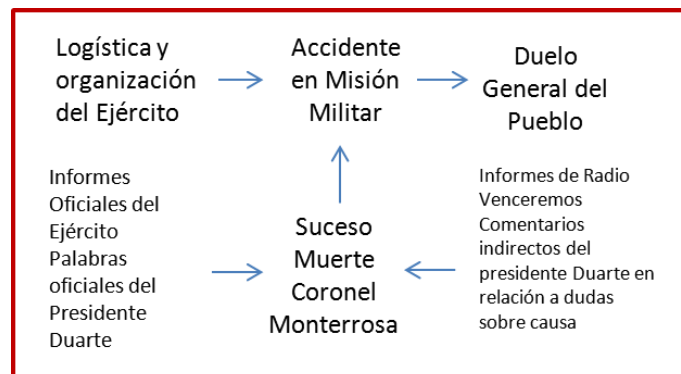 Logística y
organización
del Ejército
Accidente
en Misión
Militar
Duelo
General del
Pueblo
Informes
Oficiales del
Ejército
Palabras
oficiales del
Presidente
Duarte
Suceso
Muerte
Coronel
Monterrosa
Informes de Radio
Venceremos
Comentarios
indirectos del
presidente Duarte en
relación a dudas
sobre causa